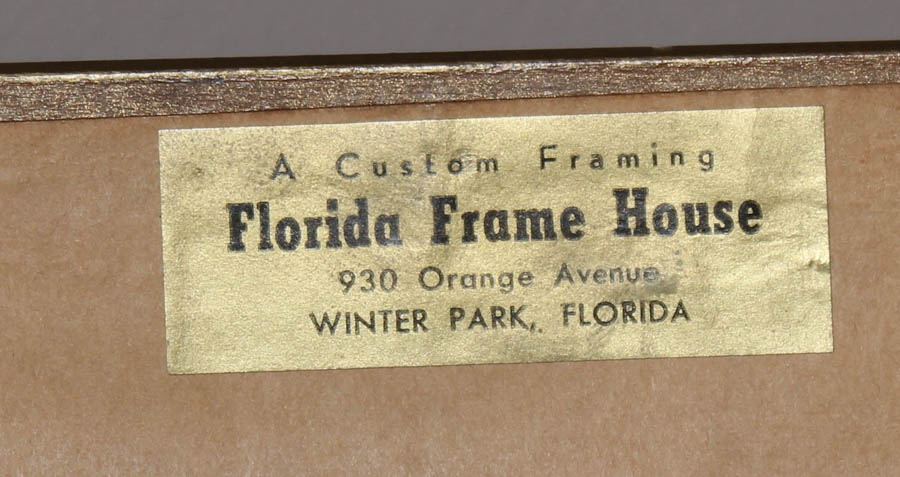 A Custom Framing
Florida Frame House
930 Orange Avenue
WINTER PARK, FLORIDA